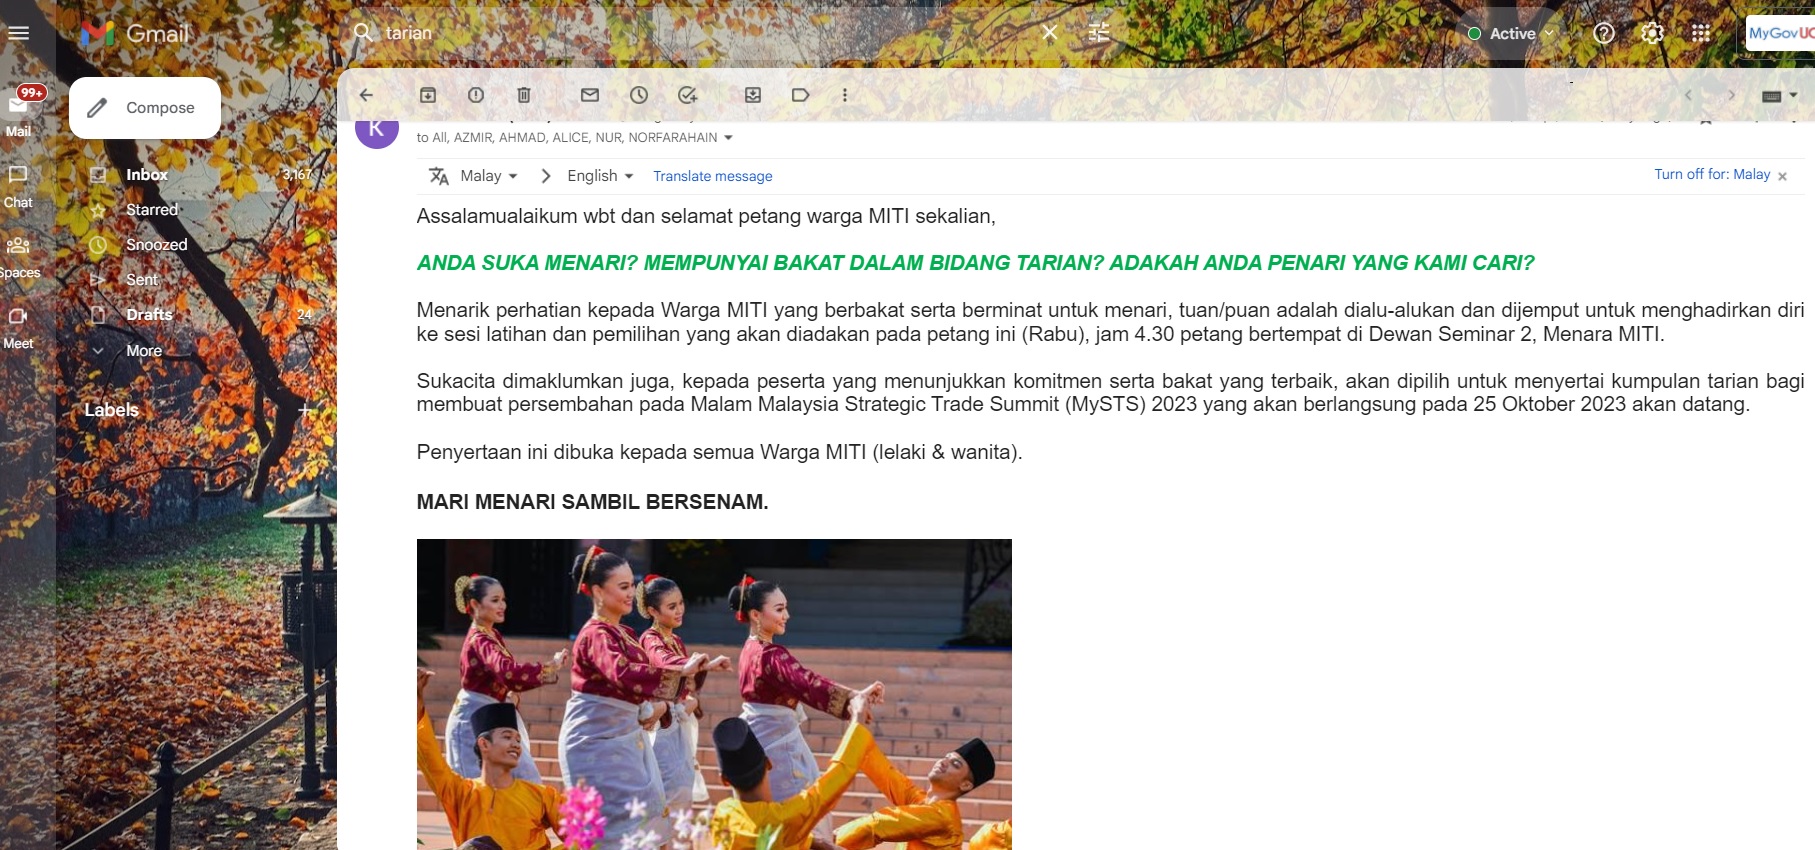 Gmail
tarian
Active
MyGovUC
99+
Mail
Compose
K
to All, AZMIR, AHMAD, ALICE, NUR, NORFARAHAIN
Malay
English
Translate message
Turn off for: Malay
Chat
Spaces
Meet
Inbox 3,167
Starred
Snoozed
Sent
Drafts 24
More
Labels
Assalamualaikum wbt dan selamat petang warga MITI sekalian,
ANDA SUKA MENARI? MEMPUNYAI BAKAT DALAM BIDANG TARIAN? ADAKAH ANDA PENARI YANG KAMI CARI?
Menarik perhatian kepada Warga MITI yang berbakat serta berminat untuk menari, tuan/puan adalah dialu-alukan dan dijemput untuk menghadirkan diri
ke sesi latihan dan pemilihan yang akan diadakan pada petang ini (Rabu), jam 4.30 petang bertempat di Dewan Seminar 2, Menara MITI.
Sukacita dimaklumkan juga, kepada peserta yang menunjukkan komitmen serta bakat yang terbaik, akan dipilih untuk menyertai kumpulan tarian bagi
membuat persembahan pada Malam Malaysia Strategic Trade Summit (MySTS) 2023 yang akan berlangsung pada 25 Oktober 2023 akan datang.
Penyertaan ini dibuka kepada semua Warga MITI (lelaki & wanita).
MARI MENARI SAMBIL BERSENAM.